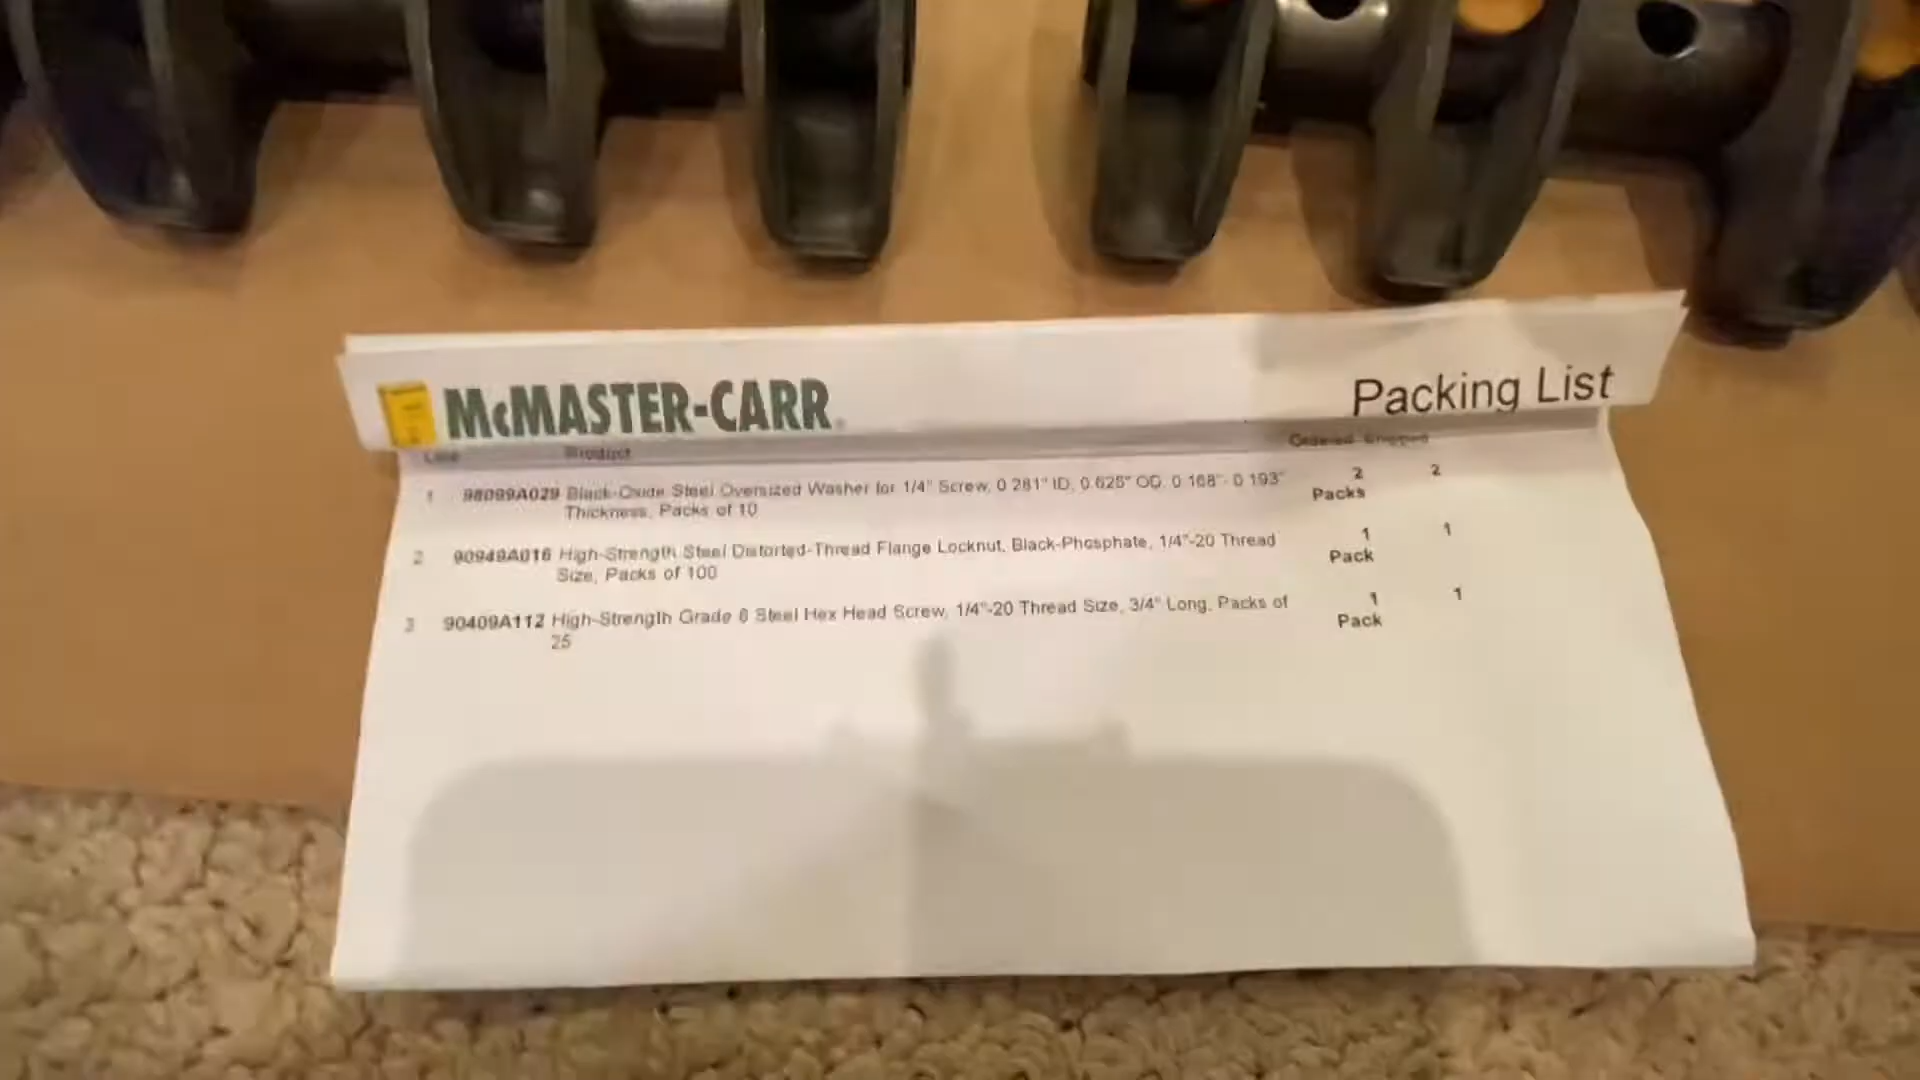 McMASTER-CARR
Packing List
Line Product Ordered Shipped
1 98099A029 Black-Oxide Steel Oversized Washer for 1/4" Screw, 0.281" ID, 0.625" OD, 0.168"- 0.193" 2 2
Thickness, Packs of 10 Packs
2 90949A016 High-Strength Steel Distorted-Thread Flange Locknut, Black-Phosphate, 1/4"-20 Thread 1 1
Size, Packs of 100 Pack
3 90409A112 High-Strength Grade 8 Steel Hex Head Screw, 1/4"-20 Thread Size, 3/4" Long, Packs of 1 1
25 Pack